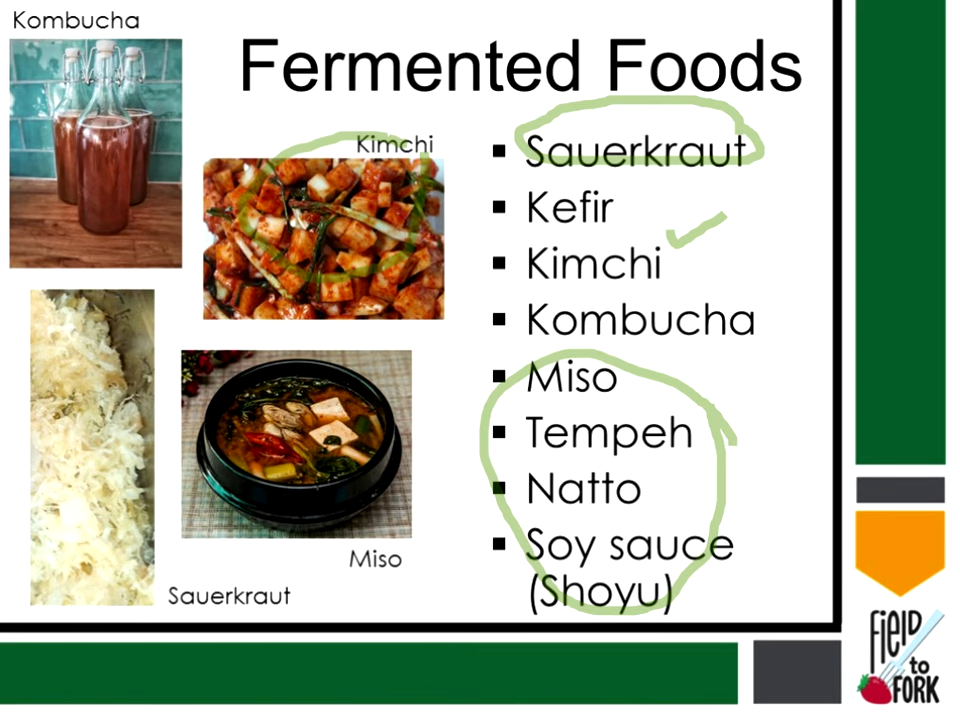 Kombucha
Fermented Foods
Kimchi
▪ Sauerkraut
▪ Kefir
▪ Kimchi
▪ Kombucha
▪ Miso
▪ Tempeh
▪ Natto
▪ Soy sauce
(Shoyu)
Miso
Sauerkraut
FIELD
to
FORK